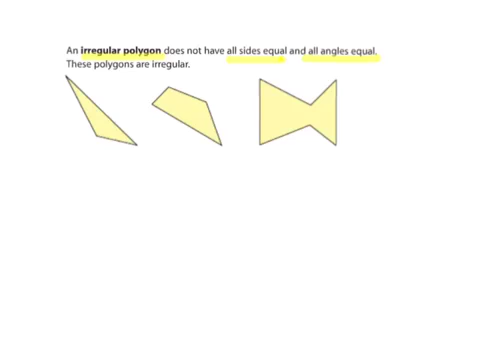 An irregular polygon does not have all sides equal and all angles equal.
These polygons are irregular.